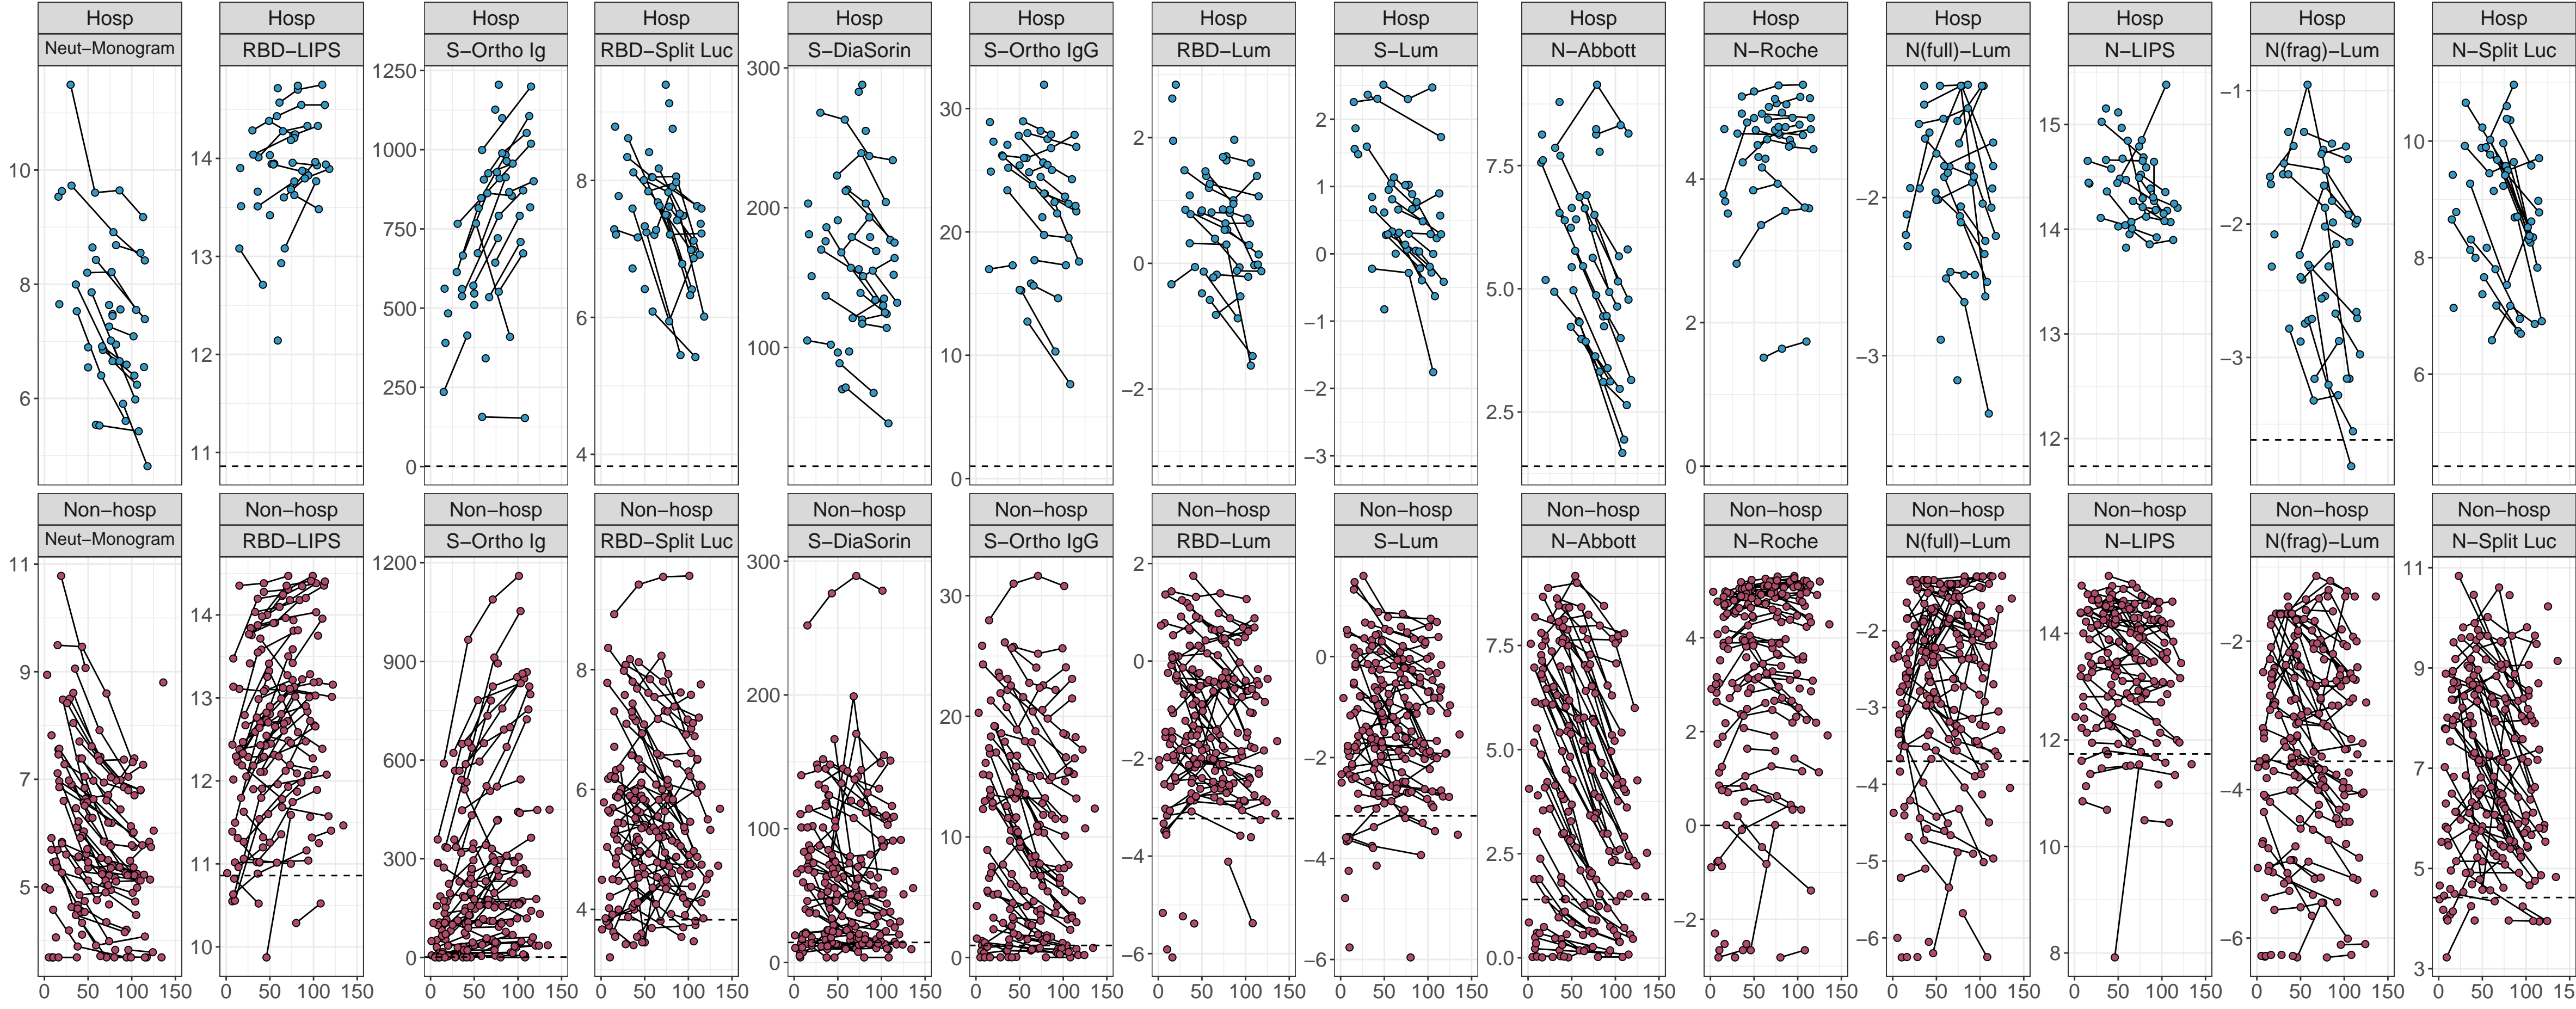 Hosp Hosp Hosp Hosp Hosp Hosp Hosp Hosp Hosp Hosp Hosp Hosp Hosp Hosp
Neut−Monogram RBD−LIPS S−Ortho Ig RBD−Split Luc S−DiaSorin S−Ortho IgG RBD−Lum S−Lum N−Abbott N−Roche N(full)−Lum N−LIPS N(frag)−Lum N−Split Luc
10 8 6
14 13 12 11
1250 1000 750 500 250 0
8 6 4
300 200 100
30 20 10 0
2 0 −2
2 1 0 −1 −2 −3
7.5 5.0 2.5
4 2 0
−2 −3
15 14 13 12
−1 −2 −3
10 8 6
Non−hosp Non−hosp Non−hosp Non−hosp Non−hosp Non−hosp Non−hosp Non−hosp Non−hosp Non−hosp Non−hosp Non−hosp Non−hosp Non−hosp
Neut−Monogram RBD−LIPS S−Ortho Ig RBD−Split Luc S−DiaSorin S−Ortho IgG RBD−Lum S−Lum N−Abbott N−Roche N(full)−Lum N−LIPS N(frag)−Lum N−Split Luc
11 9 7 5
14 13 12 11 10
1200 900 600 300 0
8 6 4
300 200 100 0
30 20 10 0
2 0 −2 −4 −6
0 −2 −4 −6
7.5 5.0 2.5 0.0
4 2 0 −2
−2 −3 −4 −5 −6
14 12 10 8
−2 −4 −6
11 9 7 5 3
0 50 100 150 0 50 100 150 0 50 100 150 0 50 100 150 0 50 100 150 0 50 100 150 0 50 100 150 0 50 100 150 0 50 100 150 0 50 100 150 0 50 100 150 0 50 100 150 0 50 100 150 0 50 100 150